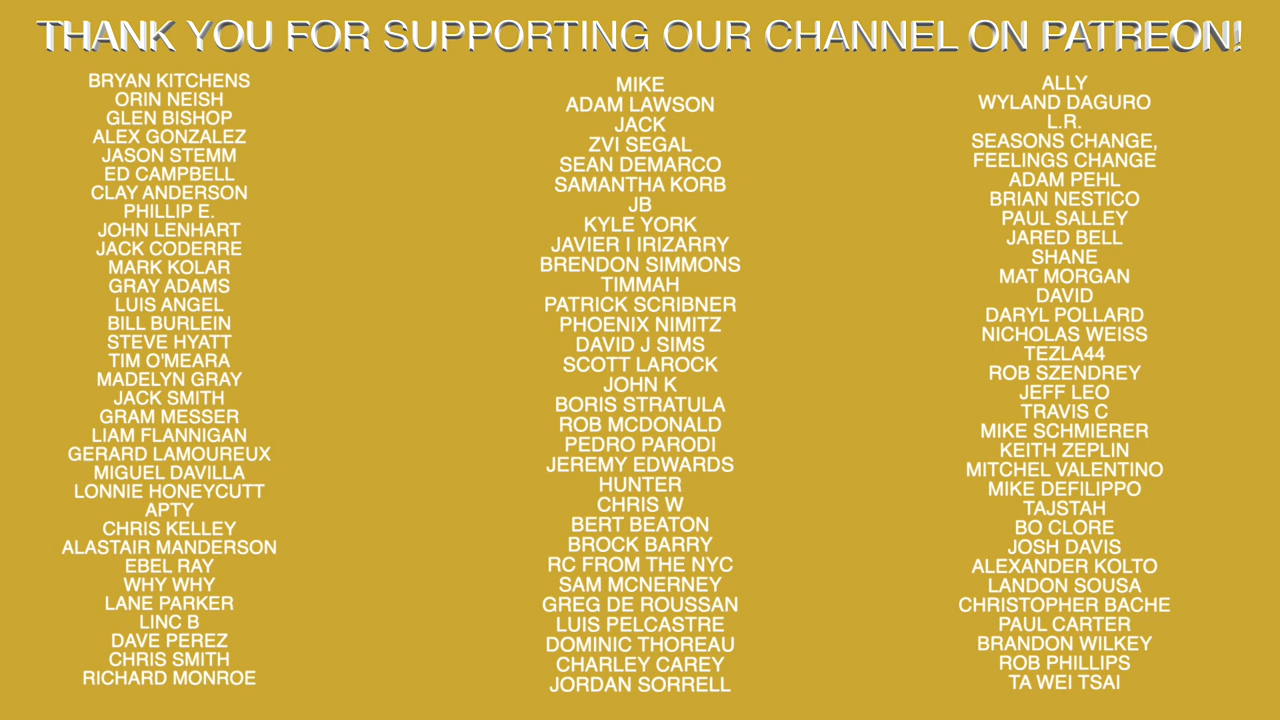 THANK YOU FOR SUPPORTING OUR CHANNEL ON PATREON!
BRYAN KITCHENS
ORIN NEISH
GLEN BISHOP
ALEX GONZALEZ
JASON STEMM
ED CAMPBELL
CLAY ANDERSON
PHILLIP E.
JOHN LENHART
JACK CODERRE
MARK KOLAR
GRAY ADAMS
LUIS ANGEL
BILL BURLEIN
STEVE HYATT
TIM O'MEARA
MADELYN GRAY
JACK SMITH
GRAM MESSER
LIAM FLANNIGAN
GERARD LAMOUREUX
MIGUEL DAVILLA
LONNIE HONEYCUTT
APTY
CHRIS KELLEY
ALASTAIR MANDERSON
EBEL RAY
WHY WHY
LANE PARKER
LINC B
DAVE PEREZ
CHRIS SMITH
RICHARD MONROE
MIKE
ADAM LAWSON
JACK
ZVI SEGAL
SEAN DEMARCO
SAMANTHA KORB
JB
KYLE YORK
JAVIER I IRIZARRY
BRENDON SIMMONS
TIMMAH
PATRICK SCRIBNER
PHOENIX NIMITZ
DAVID J SIMS
SCOTT LAROCK
JOHN K
BORIS STRATULA
ROB MCDONALD
PEDRO PARODI
JEREMY EDWARDS
HUNTER
CHRIS W
BERT BEATON
BROCK BARRY
RC FROM THE NYC
SAM MCNERNEY
GREG DE ROUSSAN
LUIS PELCASTRE
DOMINIC THOREAU
CHARLEY CAREY
JORDAN SORRELL
ALLY
WYLAND DAGURO
L.R.
SEASONS CHANGE,
FEELINGS CHANGE
ADAM PEHL
BRIAN NESTICO
PAUL SALLEY
JARED BELL
SHANE
MAT MORGAN
DAVID
DARYL POLLARD
NICHOLAS WEISS
TEZLA44
ROB SZENDREY
JEFF LEO
TRAVIS C
MIKE SCHMIERER
KEITH ZEPLIN
MITCHEL VALENTINO
MIKE DEFILIPPO
TAJSTAH
BO CLORE
JOSH DAVIS
ALEXANDER KOLTO
LANDON SOUSA
CHRISTOPHER BACHE
PAUL CARTER
BRANDON WILKEY
ROB PHILLIPS
TA WEI TSAI